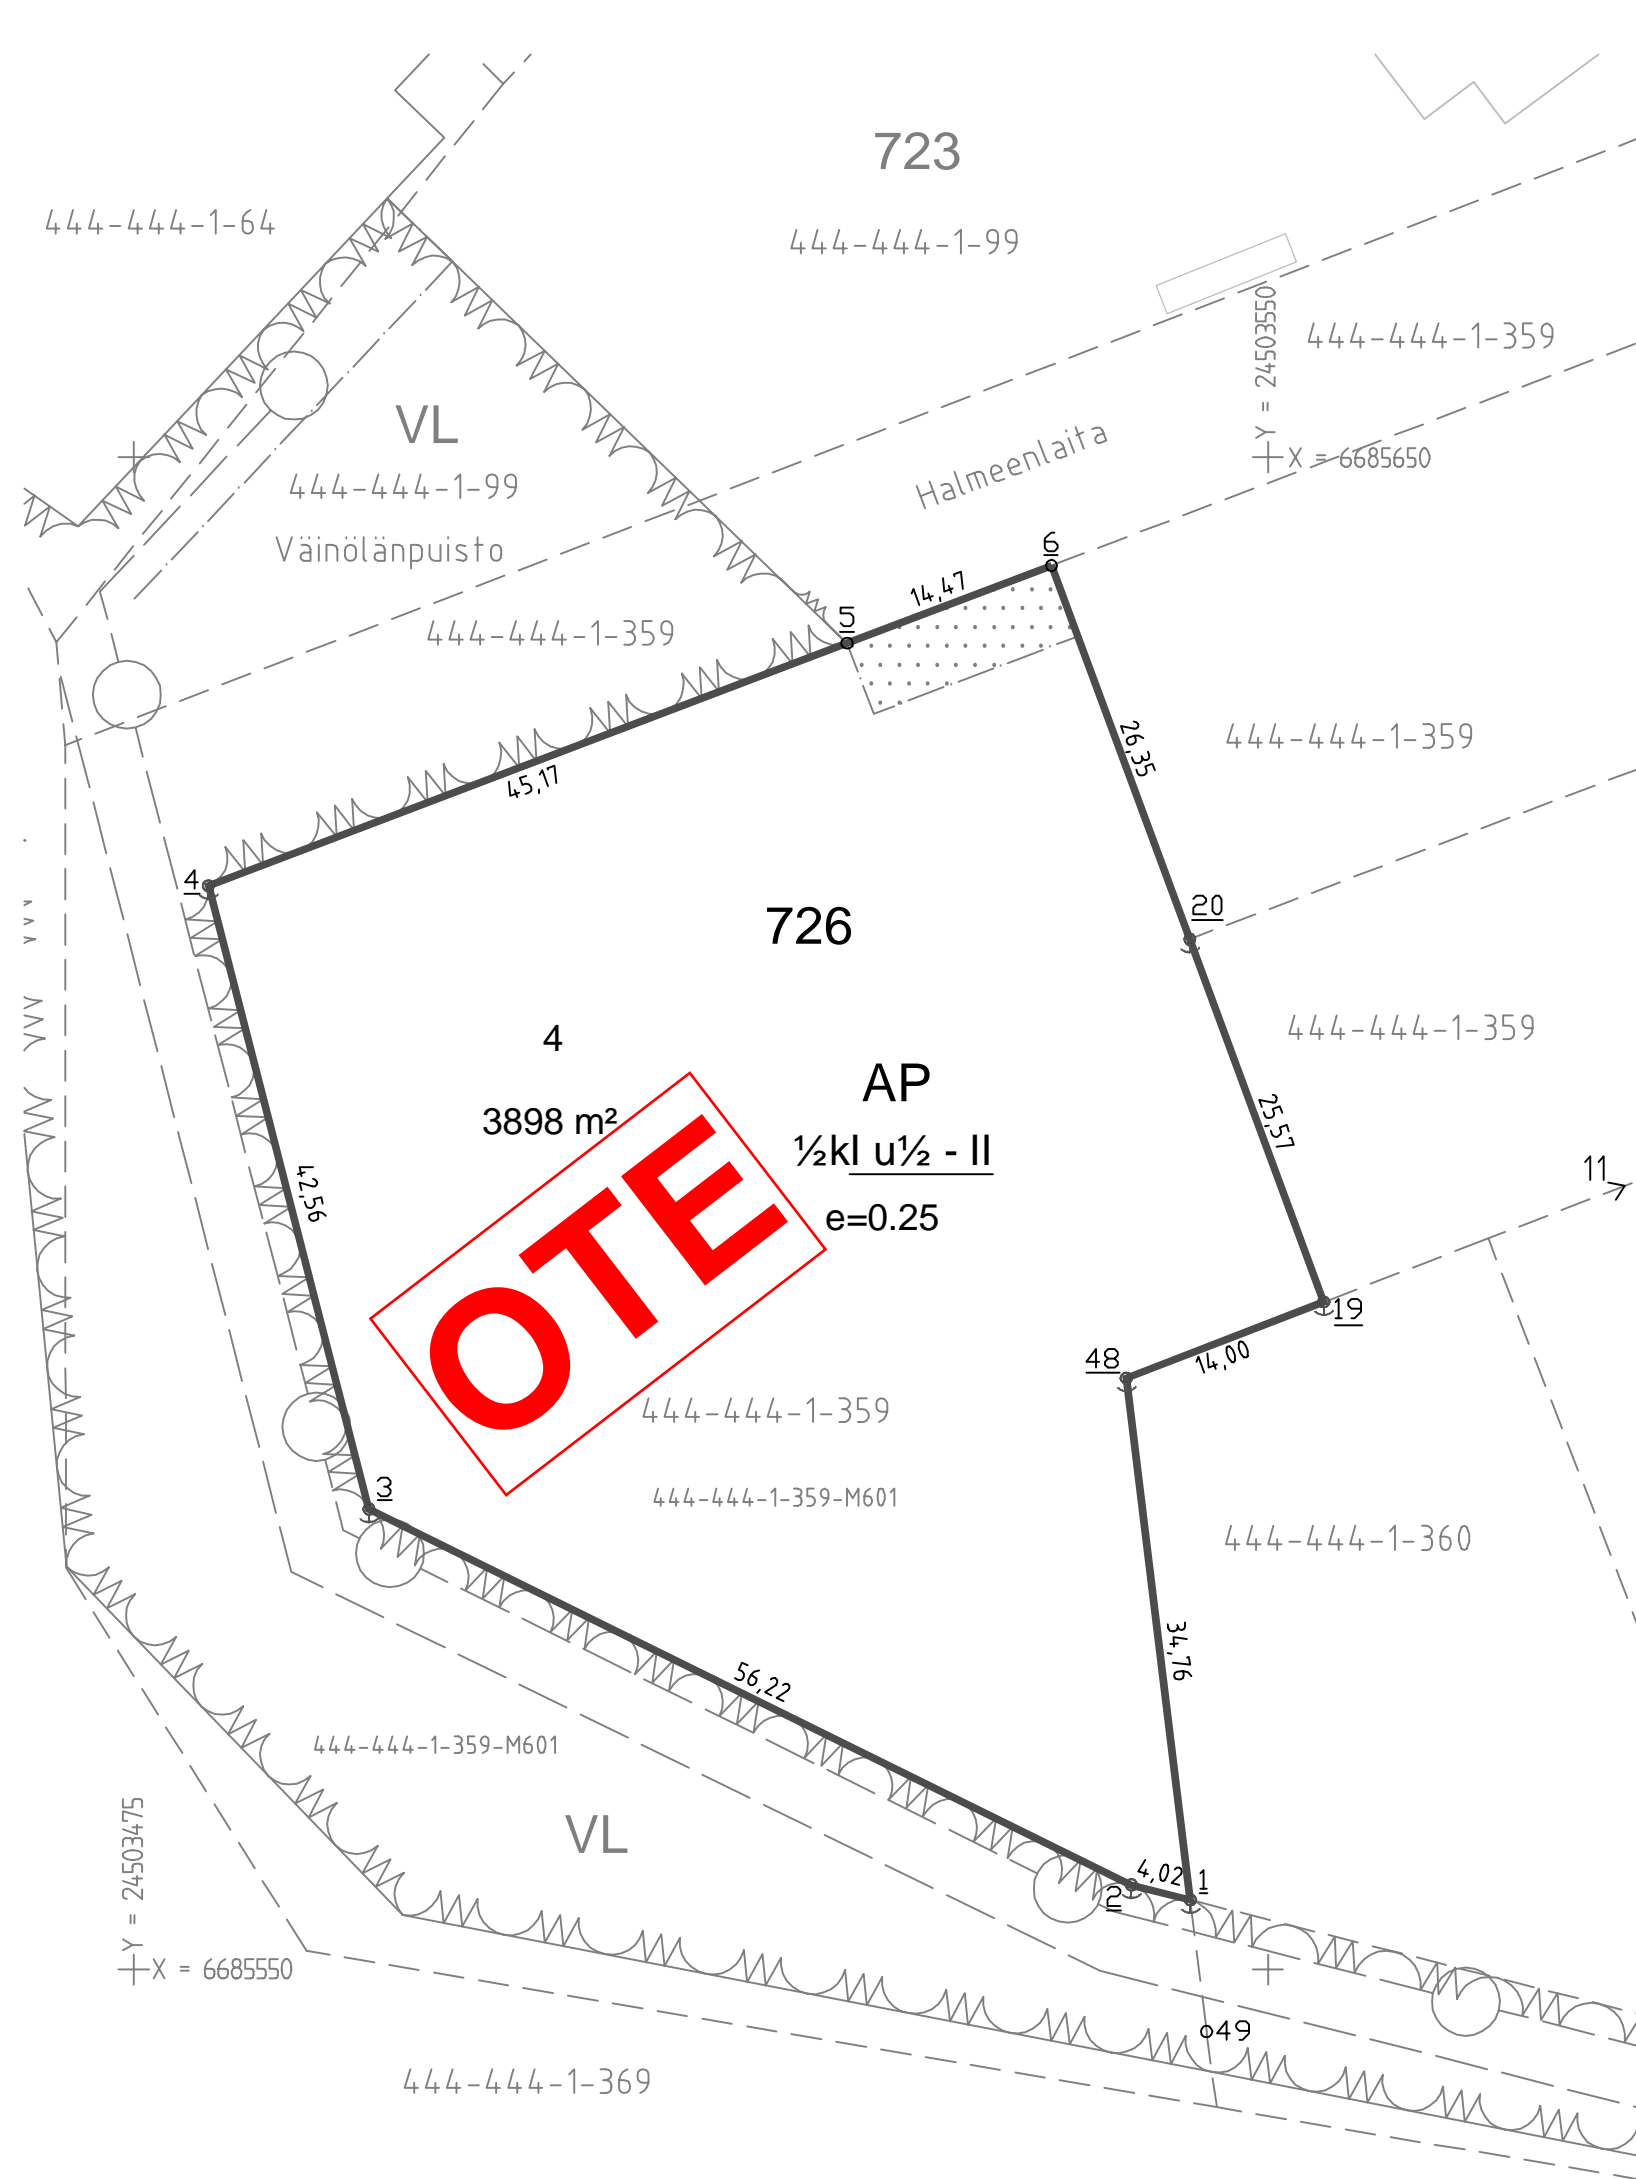 723
444-444-1-64
444-444-1-99
Y = 24503550
444-444-1-359
VL
Halmeenlaita
X = 6685650
444-444-1-99
Väinölänpuisto
6
14,47
5
444-444-1-359
26,35
444-444-1-359
45,17
4
20
726
444-444-1-359
4
AP
3898 m²
25,57
½kI u½ - II
11
42,56
e=0.25
OTE
19
14,00
48
444-444-1-359
3
444-444-1-359-M601
444-444-1-360
34,76
56,22
444-444-1-359-M601
VL
Y = 24503475
4,02
1
2
X = 6685550
49
444-444-1-369